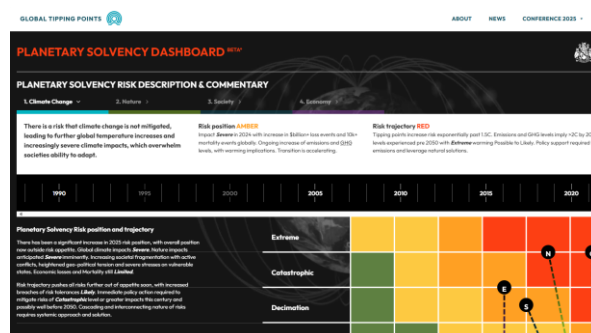 GLOBAL TIPPING POINTS
ABOUT NEWS CONFERENCE 2025
PLANETARY SOLVENCY DASHBOARD BETA*
PLANETARY SOLVENCY RISK DESCRIPTION & COMMENTARY
1. Climate Change 2. Nature 3. Society 4. Economy
There is a risk that climate change is not mitigated,
leading to further global temperature increases and
increasingly severe climate impacts, which overwhelm
societies ability to adapt.
Risk position AMBER
Impact Severe in 2024 with increase in $billion+ loss events and 10k+
mortality events globally. Ongoing increase of emissions and GHG
levels, with warming implications. Transition is accelerating.
Risk trajectory RED
Tipping points increase risk exponentially past 1.5C. Emissions and GHG levels imply >2C by 20
levels experienced pre 2050 with Extreme warming Possible to Likely. Policy support required
emissions and leverage natural solutions.
1990 1995 2000 2005 2010 2015 2020
Planetary Solvency Risk position and trajectory
There has been a significant increase in 2025 risk position, with overall position
now outside risk appetite. Global climate impacts Severe. Nature impacts
anticipated Severe imminently. Increasing societal fragmentation with active
conflicts, heightened geo-political tension and severe stresses on vulnerable
states. Economic losses and Mortality still Limited.
Risk trajectory pushes all risks further out of appetite soon, with increased
breaches of risk tolerances Likely. Immediate policy action required to
mitigate risks of Catastrophic level or greater impacts this century and
possibly well before 2050. Cascading and interconnecting nature of risks
requires systemic approach and solution.
Extreme
Catastrophic
Decimation
N
E
S